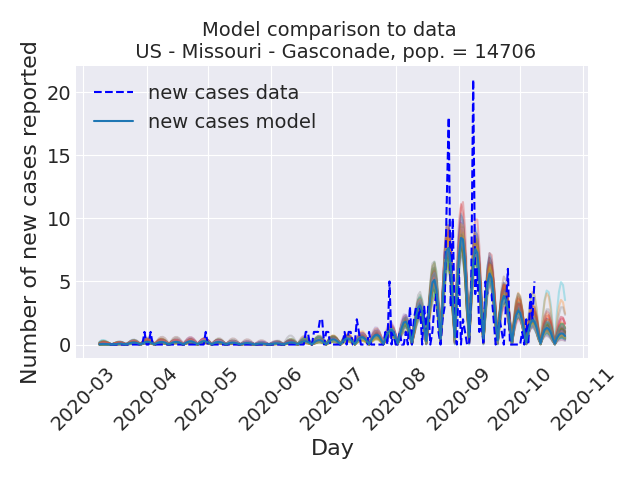 Model comparison to data
US - Missouri - Gasconade, pop. = 14706
Number of new cases reported
20
15
10
5
0
new cases data
new cases model
2020-03
2020-04
2020-05
2020-06
2020-07
2020-08
2020-09
2020-10
2020-11
Day